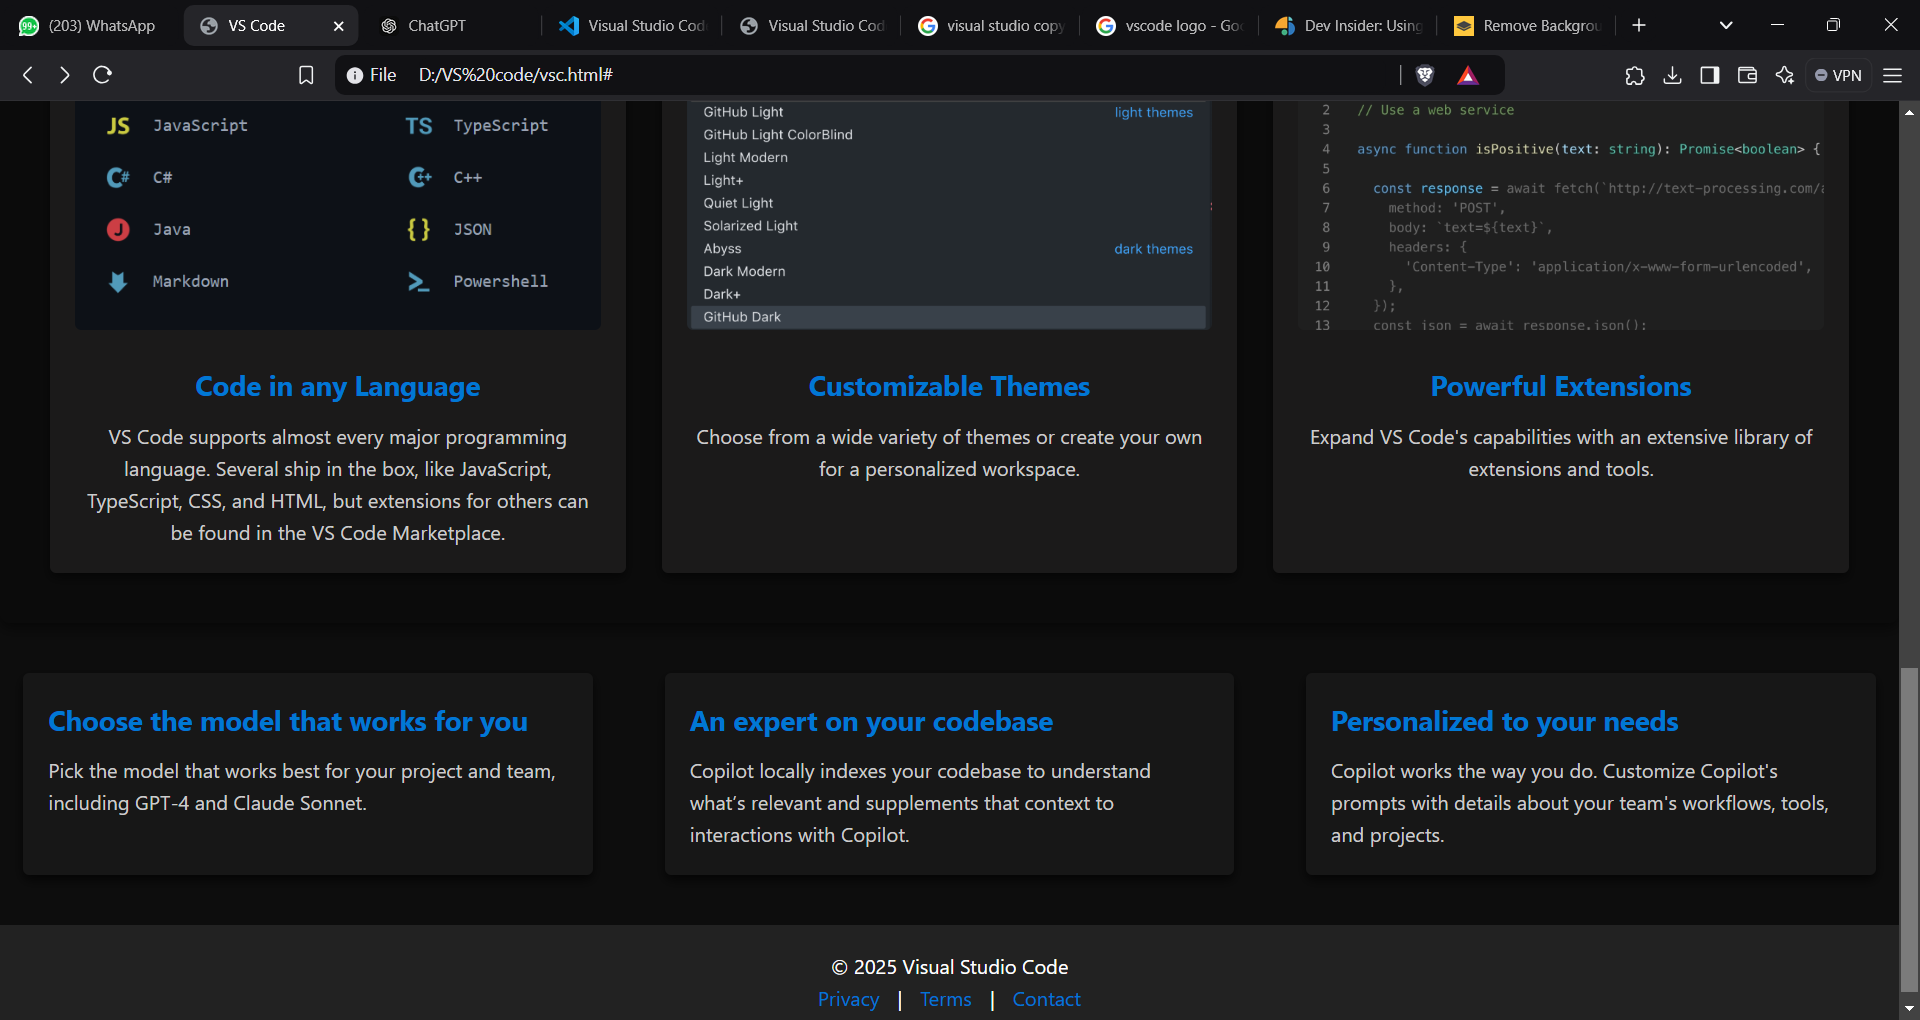 (203) WhatsApp
VS Code
ChatGPT
Visual Studio Cod
Visual Studio Cod
visual studio copy
vscode logo - Goo
Dev Insider: Using
Remove Backgrou
File D:/VS%20code/vsc.html#
VPN
JS JavaScript
TS TypeScript
C# C#
C++ C++
J Java
{} JSON
Markdown
Powershell
GitHub Light light themes
GitHub Light ColorBlind
Light Modern
Light+
Quiet Light
Solarized Light
Abyss dark themes
Dark Modern
Dark+
GitHub Dark
2 // Use a web service
3
4 async function isPositive(text: string): Promise<boolean> {
5
6 const response = await fetch(`http://text-processing.com/a
7 method: 'POST',
8 body: `text=${text}`,
9 headers: {
10 'Content-Type': 'application/x-www-form-urlencoded',
11 },
12 });
13 const json = await response.json();
Code in any Language
VS Code supports almost every major programming
language. Several ship in the box, like JavaScript,
TypeScript, CSS, and HTML, but extensions for others can
be found in the VS Code Marketplace.
Customizable Themes
Choose from a wide variety of themes or create your own
for a personalized workspace.
Powerful Extensions
Expand VS Code's capabilities with an extensive library of
extensions and tools.
Choose the model that works for you
Pick the model that works best for your project and team,
including GPT-4 and Claude Sonnet.
An expert on your codebase
Copilot locally indexes your codebase to understand
what’s relevant and supplements that context to
interactions with Copilot.
Personalized to your needs
Copilot works the way you do. Customize Copilot's
prompts with details about your team's workflows, tools,
and projects.
© 2025 Visual Studio Code
Privacy | Terms | Contact